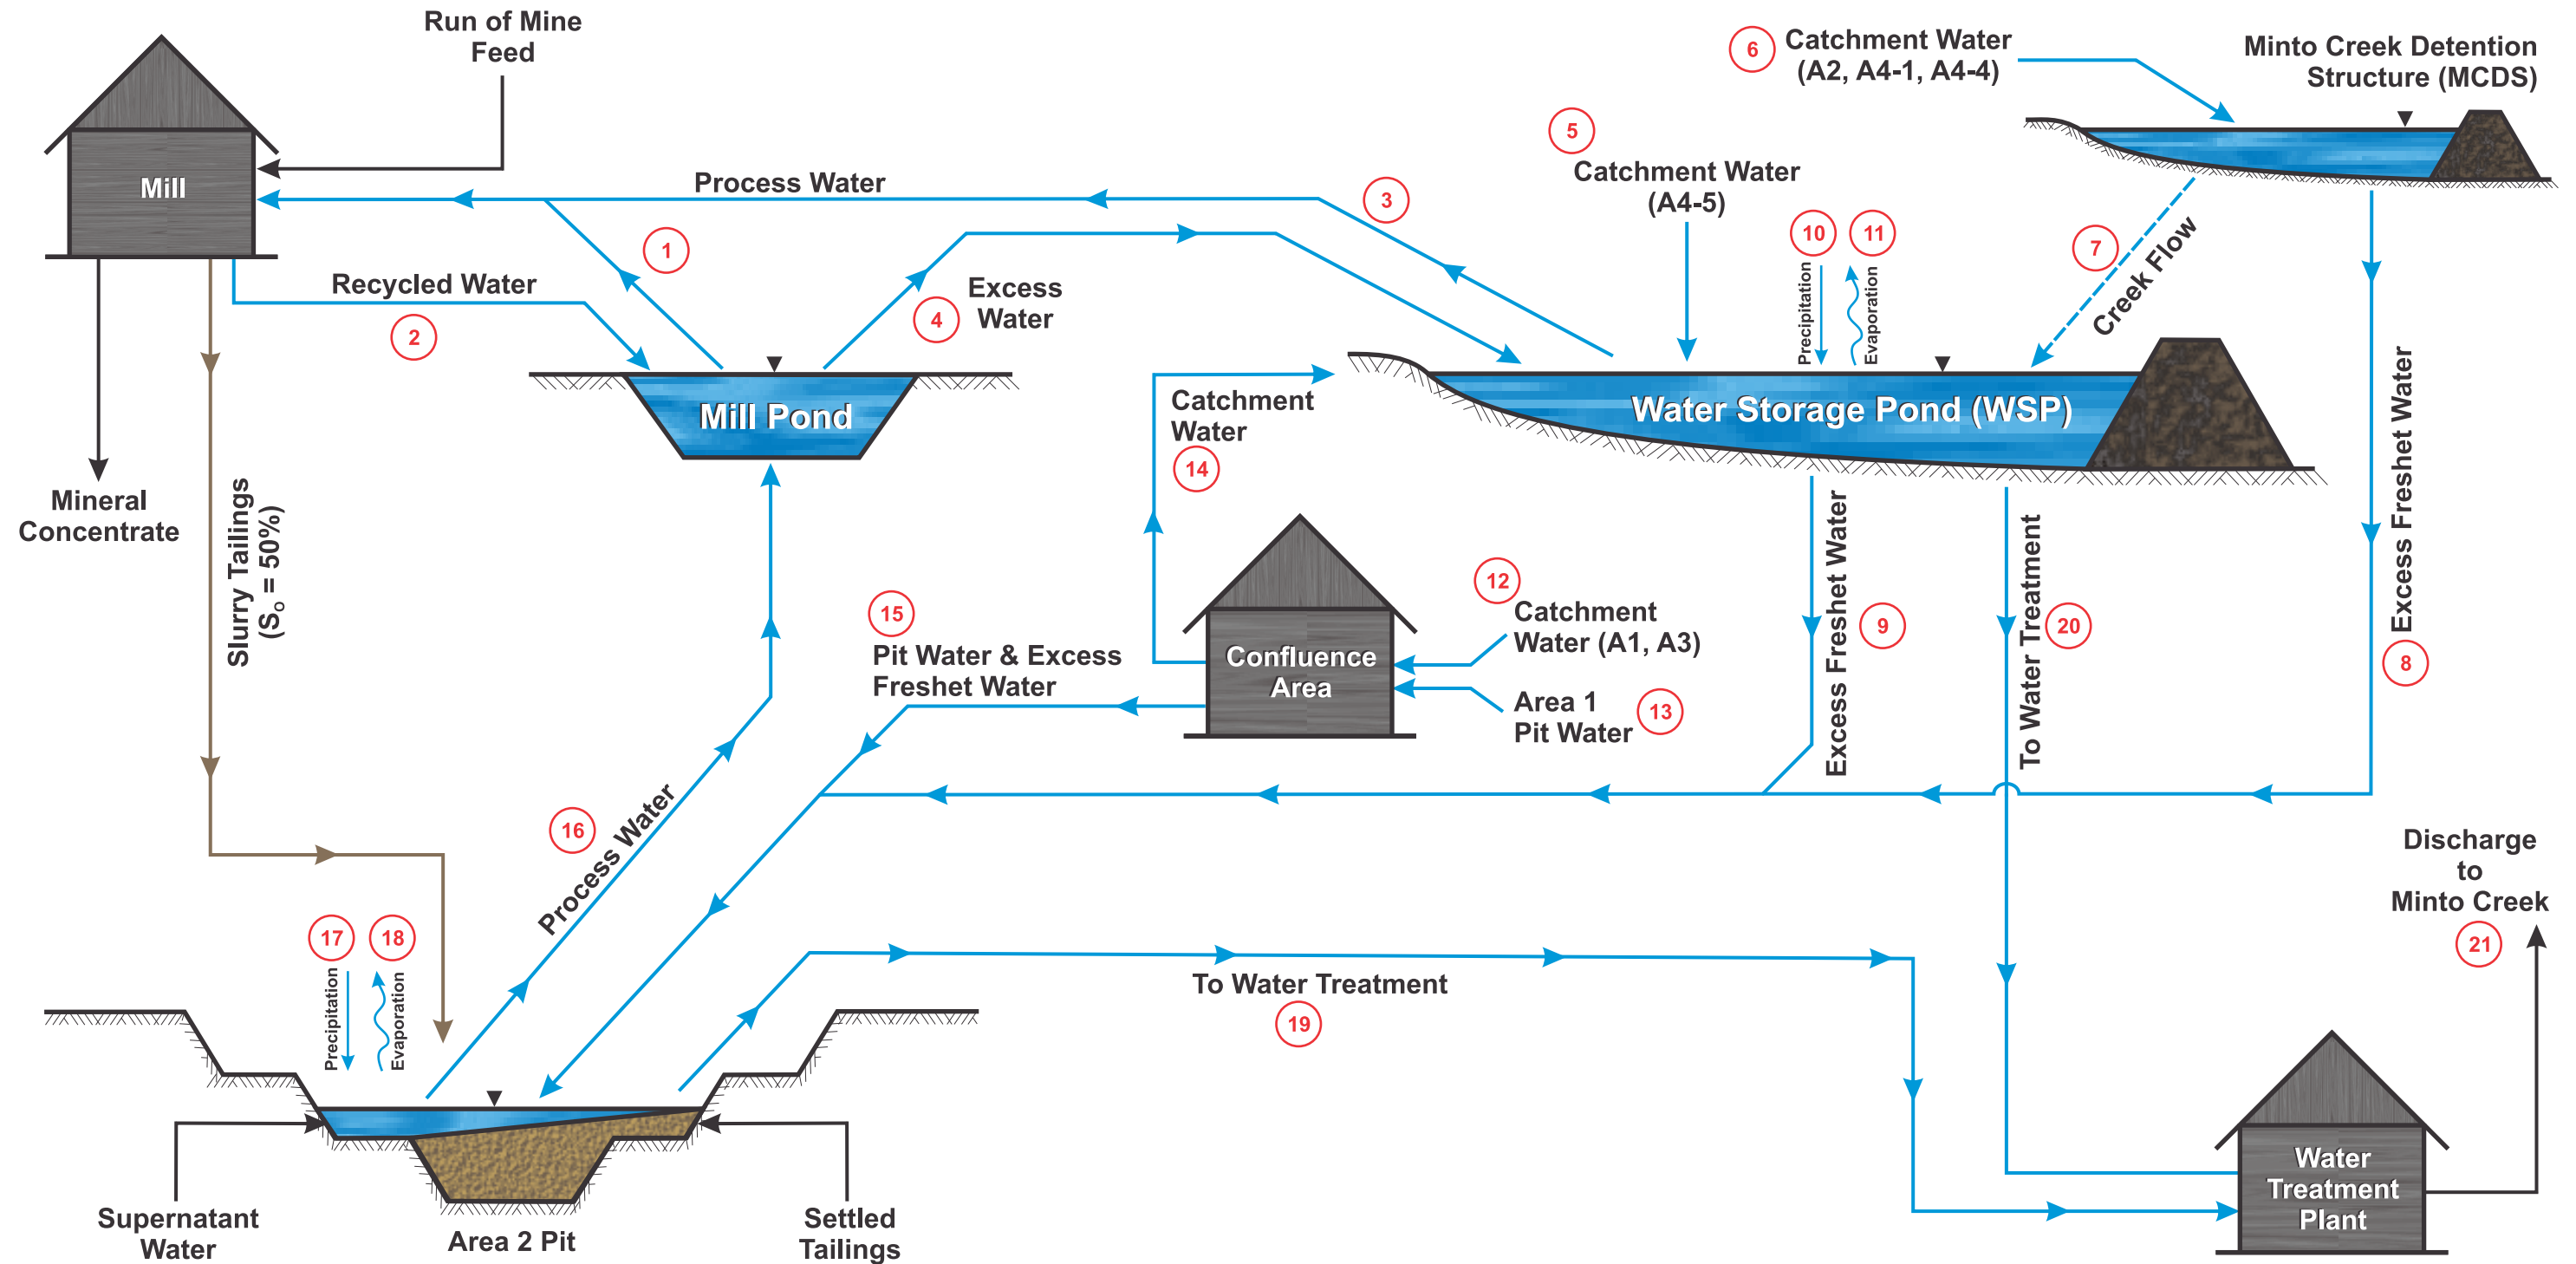 Run of Mine
Feed
6
Catchment Water
(A2, A4-1, A4-4)
Minto Creek Detention
Structure (MCDS)
5
Catchment Water
(A4-5)
Mill
Process Water
3
1
10
11
Precipitation
Evaporation
7
Creek Flow
Recycled Water
2
4
Excess
Water
Mill Pond
Catchment
Water
14
Water Storage Pond (WSP)
Excess Freshet Water
8
Mineral
Concentrate
Slurry Tailings
(So = 50%)
12
Catchment
Water (A1, A3)
Excess Freshet Water
9
To Water Treatment
20
15
Pit Water & Excess
Freshet Water
Confluence
Area
Area 1
Pit Water
13
16
Process Water
17
18
Precipitation
Evaporation
To Water Treatment
19
Discharge
to
Minto Creek
21
Water
Treatment
Plant
Supernatant
Water
Area 2 Pit
Settled
Tailings